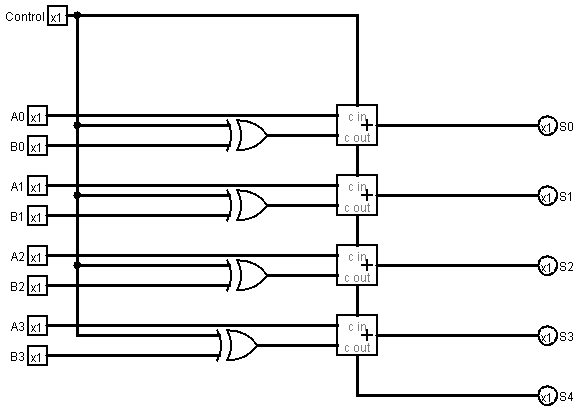 Control x1
A0 x1
c in
+
x1 S0
B0 x1
c out
A1 x1
c in
+
x1 S1
B1 x1
c out
A2 x1
c in
+
x1 S2
B2 x1
c out
A3 x1
c in
+
x1 S3
B3 x1
c out
x1 S4